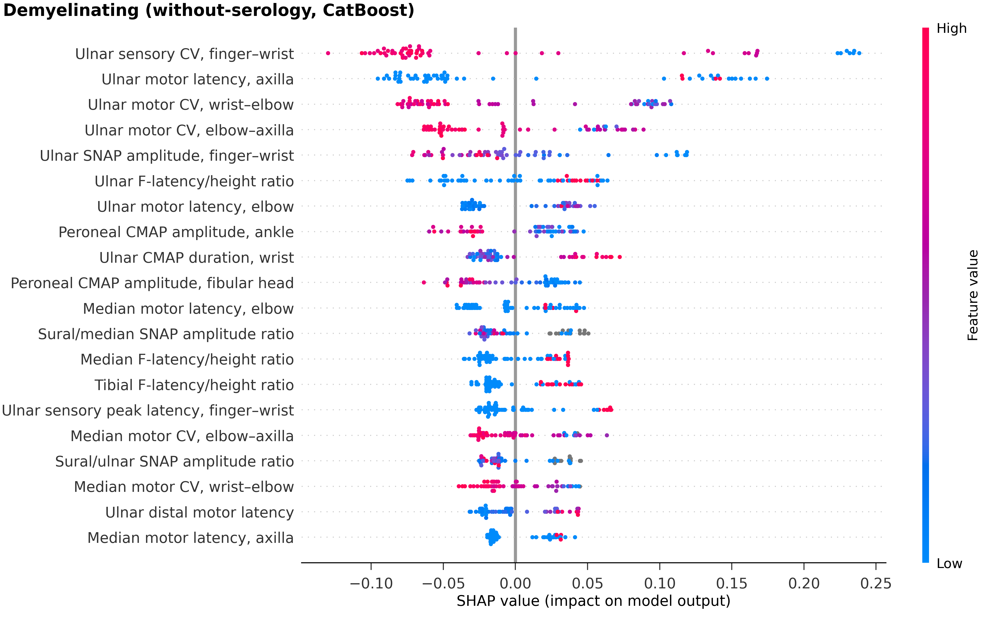 Demyelinating (without-serology, CatBoost)
High
Ulnar sensory CV, finger–wrist
Ulnar motor latency, axilla
Ulnar motor CV, wrist–elbow
Ulnar motor CV, elbow–axilla
Ulnar SNAP amplitude, finger–wrist
Ulnar F-latency/height ratio
Ulnar motor latency, elbow
Peroneal CMAP amplitude, ankle
Ulnar CMAP duration, wrist
Peroneal CMAP amplitude, fibular head
Median motor latency, elbow
Sural/median SNAP amplitude ratio
Median F-latency/height ratio
Tibial F-latency/height ratio
Ulnar sensory peak latency, finger–wrist
Median motor CV, elbow–axilla
Sural/ulnar SNAP amplitude ratio
Median motor CV, wrist–elbow
Ulnar distal motor latency
Median motor latency, axilla
Feature value
Low
−0.10 −0.05 0.00 0.05 0.10 0.15 0.20 0.25
SHAP value (impact on model output)